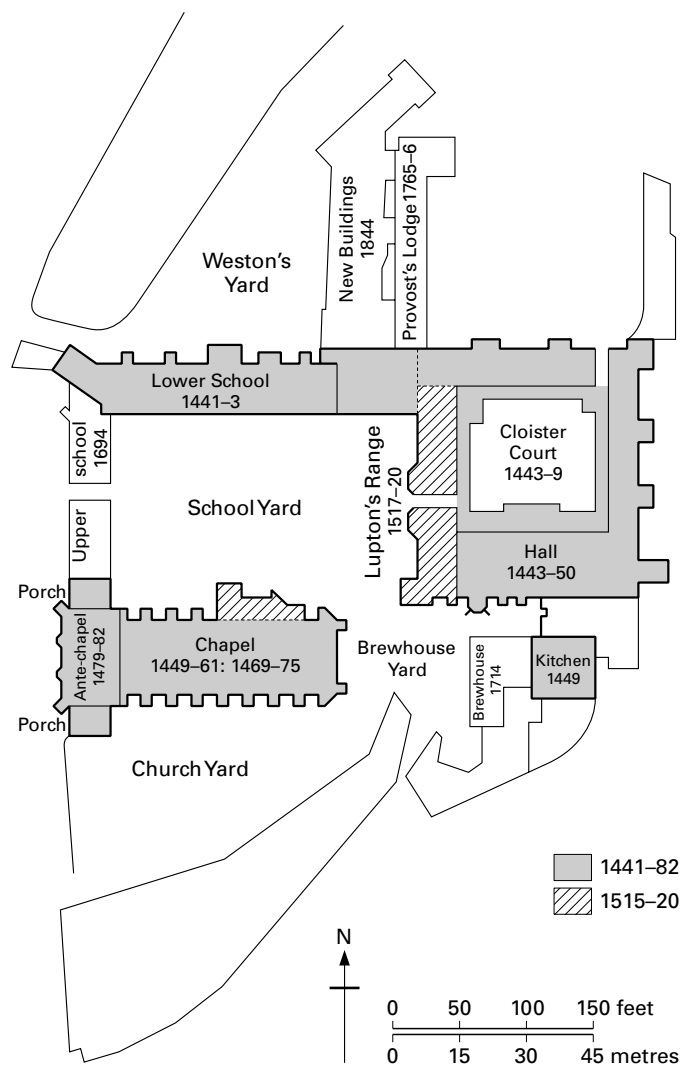 Weston's
Yard
New Buildings
1844
Provost's Lodge 1765–6
Lower School
1441–3
school
1694
Upper
School Yard
Lupton's Range
1517–20
Cloister
Court
1443–9
Hall
1443–50
Porch
Ante-chapel
1479–82
Chapel
1449–61: 1469–75
Porch
Brewhouse
Yard
Brewhouse
1714
Kitchen
1449
Church Yard
1441–82
1515–20
N
0 50 100 150 feet
0 15 30 45 metres